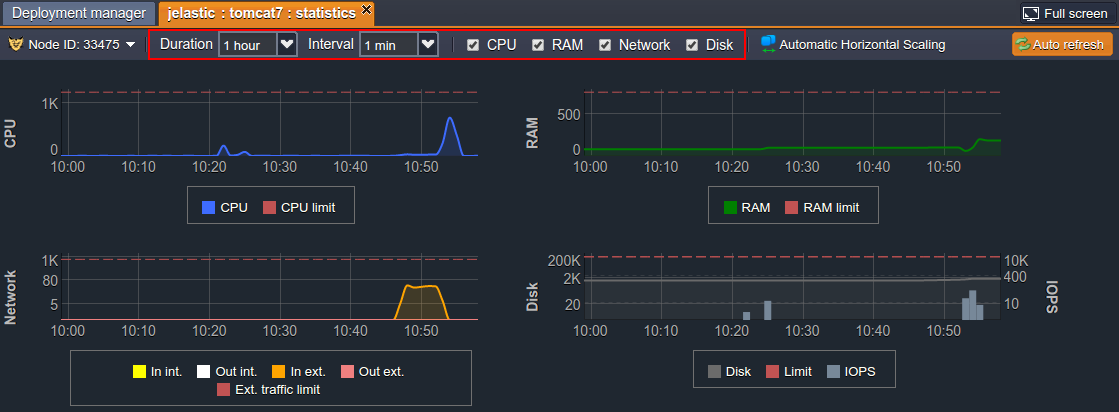 Deployment manager
jelastic : tomcat7 : statistics
Full screen
Node ID: 33475
Duration 1 hour Interval 1 min CPU RAM Network Disk
Automatic Horizontal Scaling
Auto refresh
CPU
1K
0
10:00 10:10 10:20 10:30 10:40 10:50
CPU CPU limit
RAM
500
0
10:00 10:10 10:20 10:30 10:40 10:50
RAM RAM limit
Network
1K
80
5
10:00 10:10 10:20 10:30 10:40 10:50
In int. Out int. In ext. Out ext.
Ext. traffic limit
Disk
200K
2K
20
10K
400
10
IOPS
10:00 10:10 10:20 10:30 10:40 10:50
Disk Limit IOPS